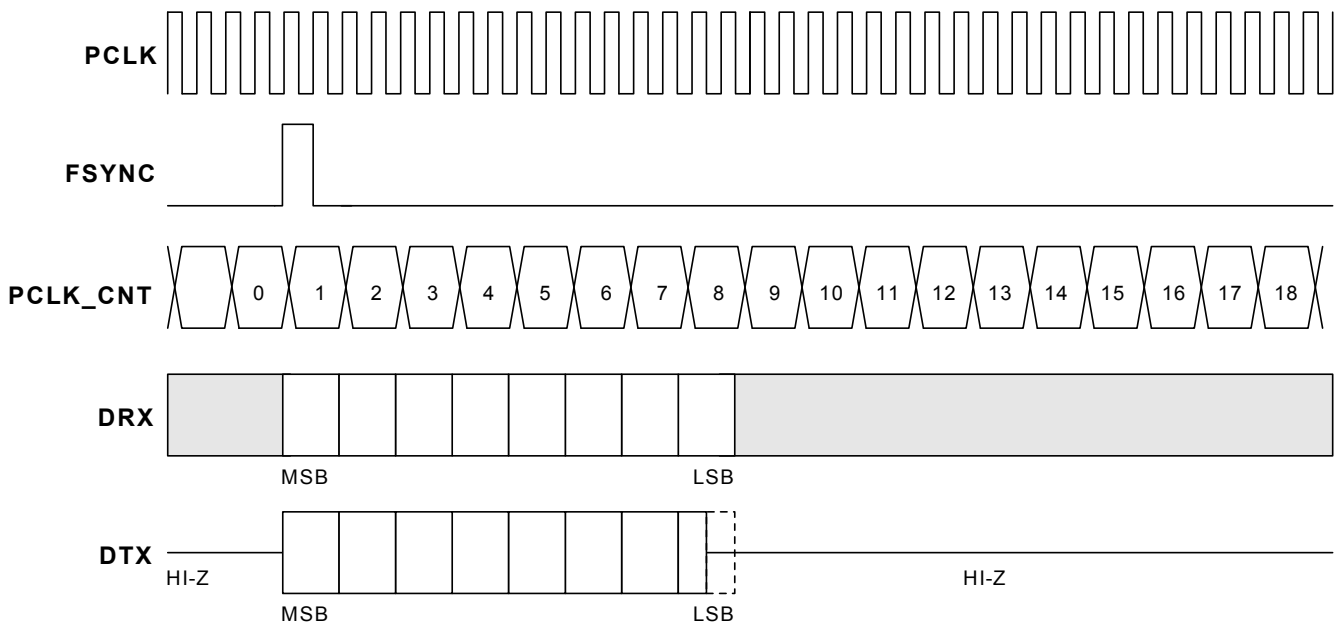 PCLK
FSYNC
PCLK_CNT 0 1 2 3 4 5 6 7 8 9 10 11 12 13 14 15 16 17 18
DRX
MSB LSB
DTX
HI-Z HI-Z
MSB LSB